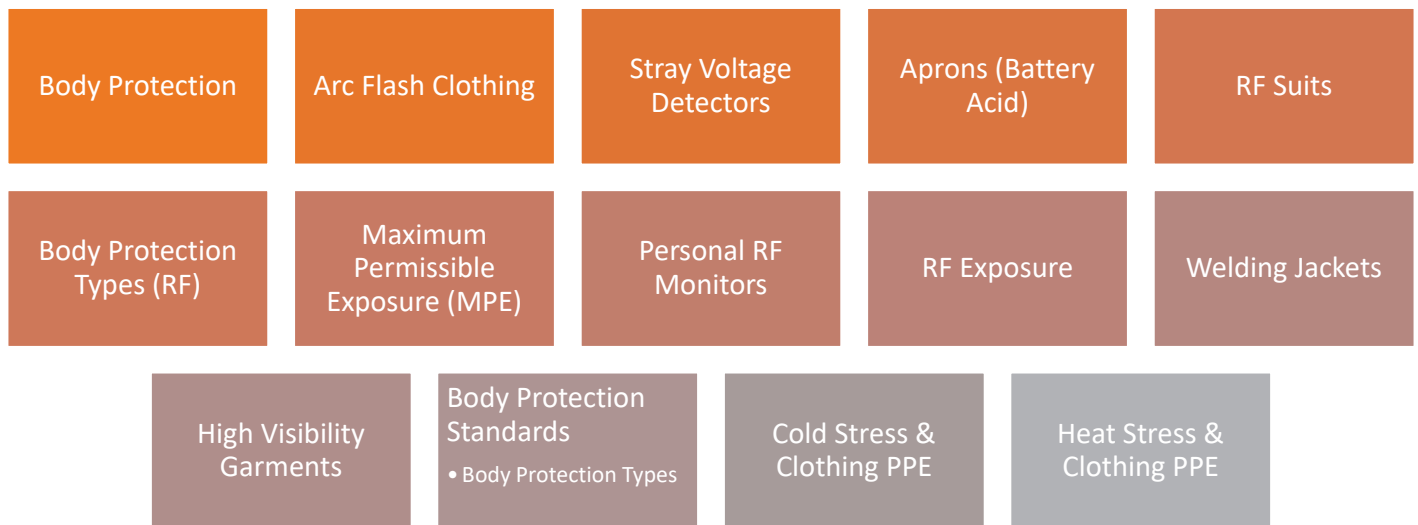 Body Protection
Arc Flash Clothing
Stray Voltage
Detectors
Aprons (Battery
Acid)
RF Suits
Body Protection
Types (RF)
Maximum
Permissible
Exposure (MPE)
Personal RF
Monitors
RF Exposure
Welding Jackets
High Visibility
Garments
Body Protection
Standards
• Body Protection Types
Cold Stress &
Clothing PPE
Heat Stress &
Clothing PPE